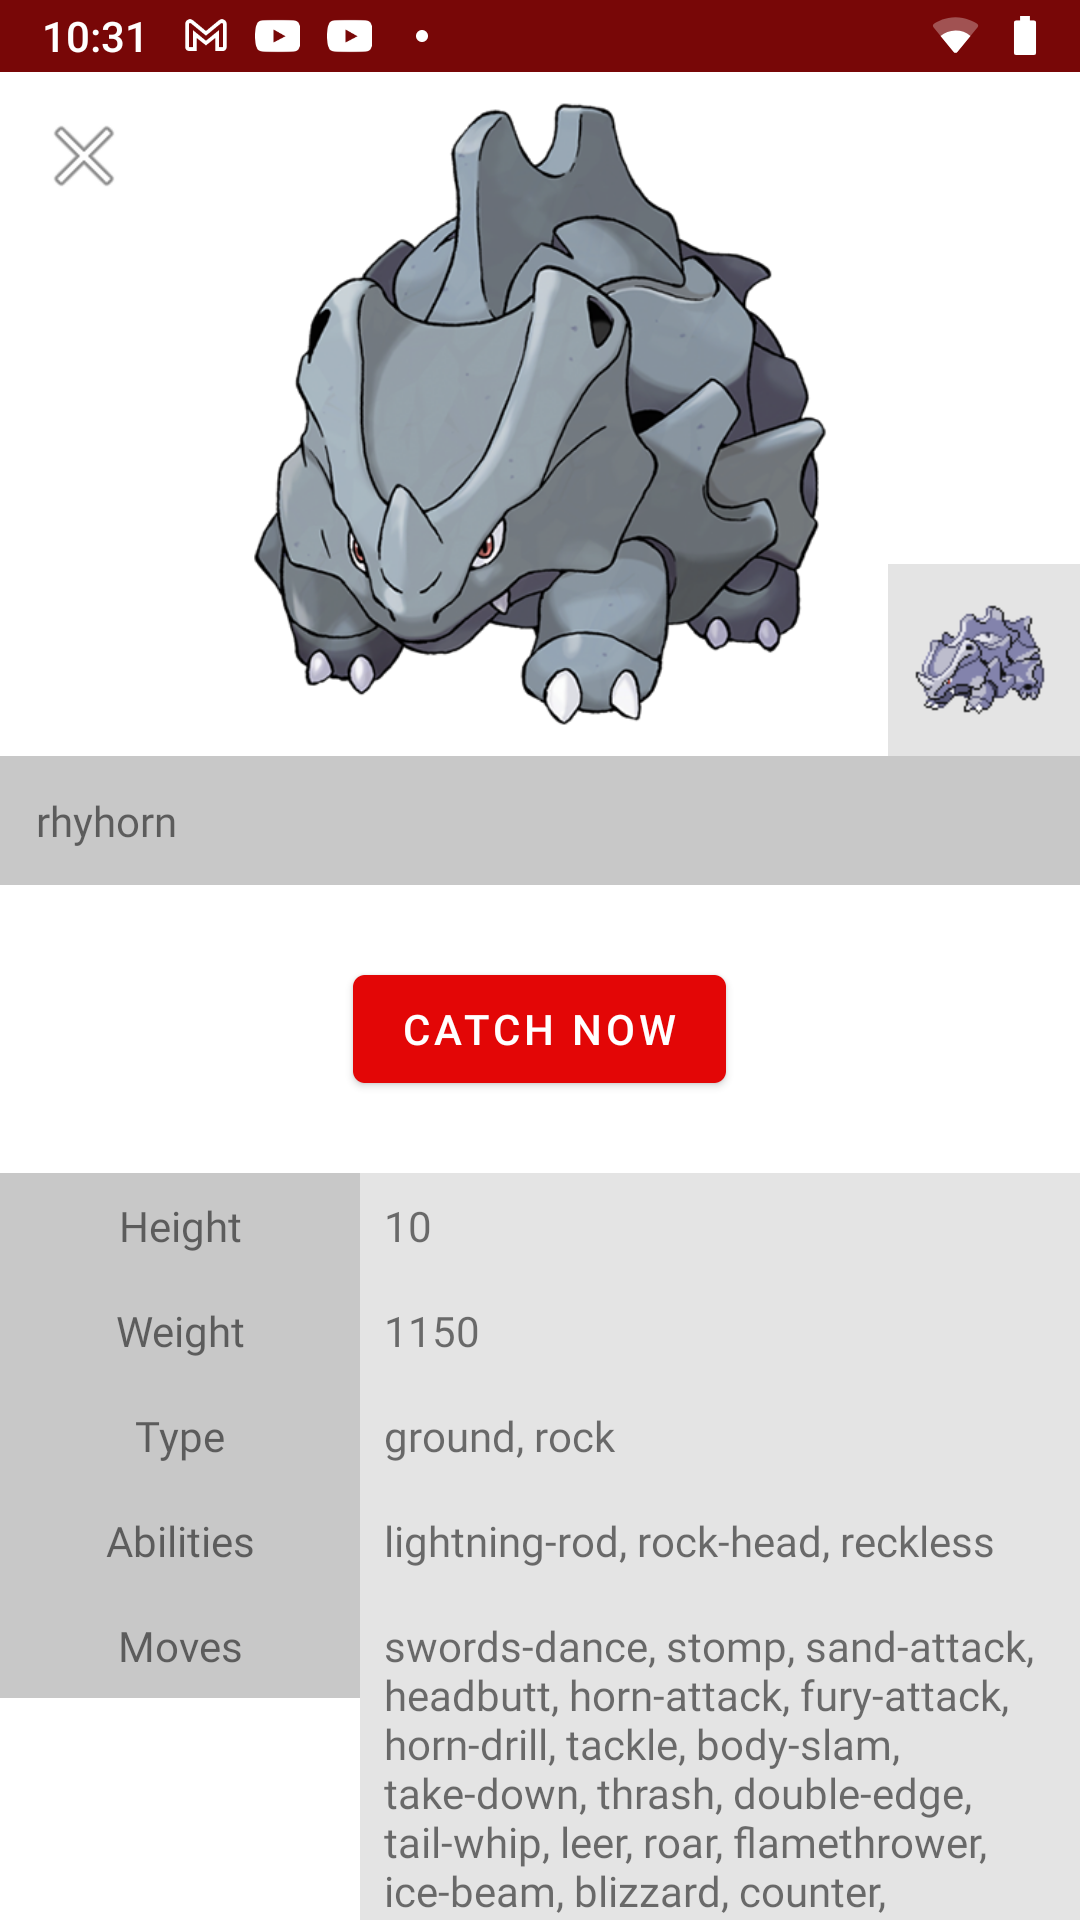 10:31
rhyhorn
CATCH NOW
Height 10
Weight 1150
Type ground, rock
Abilities lightning-rod, rock-head, reckless
Moves swords-dance, stomp, sand-attack,
headbutt, horn-attack, fury-attack,
horn-drill, tackle, body-slam,
take-down, thrash, double-edge,
tail-whip, leer, roar, flamethrower,
ice-beam, blizzard, counter,